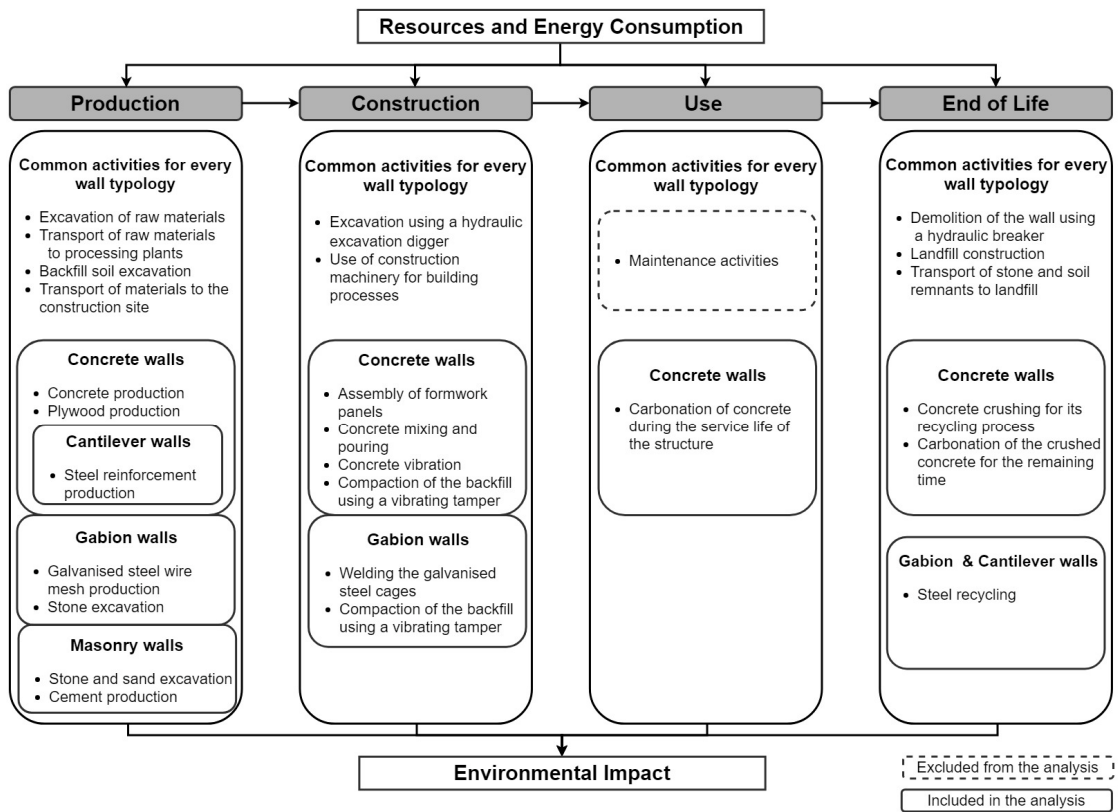 Resources and Energy Consumption
Production
Construction
Use
End of Life
Common activities for every
wall typology
• Excavation of raw materials
• Transport of raw materials
to processing plants
• Backfill soil excavation
• Transport of materials to the
construction site
Concrete walls
• Concrete production
• Plywood production
Cantilever walls
• Steel reinforcement
production
Gabion walls
• Galvanised steel wire
mesh production
• Stone excavation
Masonry walls
• Stone and sand excavation
• Cement production
Common activities for every
wall typology
• Excavation using a hydraulic
excavation digger
• Use of construction
machinery for building
processes
Concrete walls
• Assembly of formwork
panels
• Concrete mixing and
pouring
• Concrete vibration
• Compaction of the backfill
using a vibrating tamper
Gabion walls
• Welding the galvanised
steel cages
• Compaction of the backfill
using a vibrating tamper
Common activities for every
wall typology
• Maintenance activities
Concrete walls
• Carbonation of concrete
during the service life of
the structure
Common activities for every
wall typology
• Demolition of the wall using
a hydraulic breaker
• Landfill construction
• Transport of stone and soil
remnants to landfill
Concrete walls
• Concrete crushing for its
recycling process
• Carbonation of the crushed
concrete for the remaining
time
Gabion & Cantilever walls
• Steel recycling
Environmental Impact
Excluded from the analysis
Included in the analysis